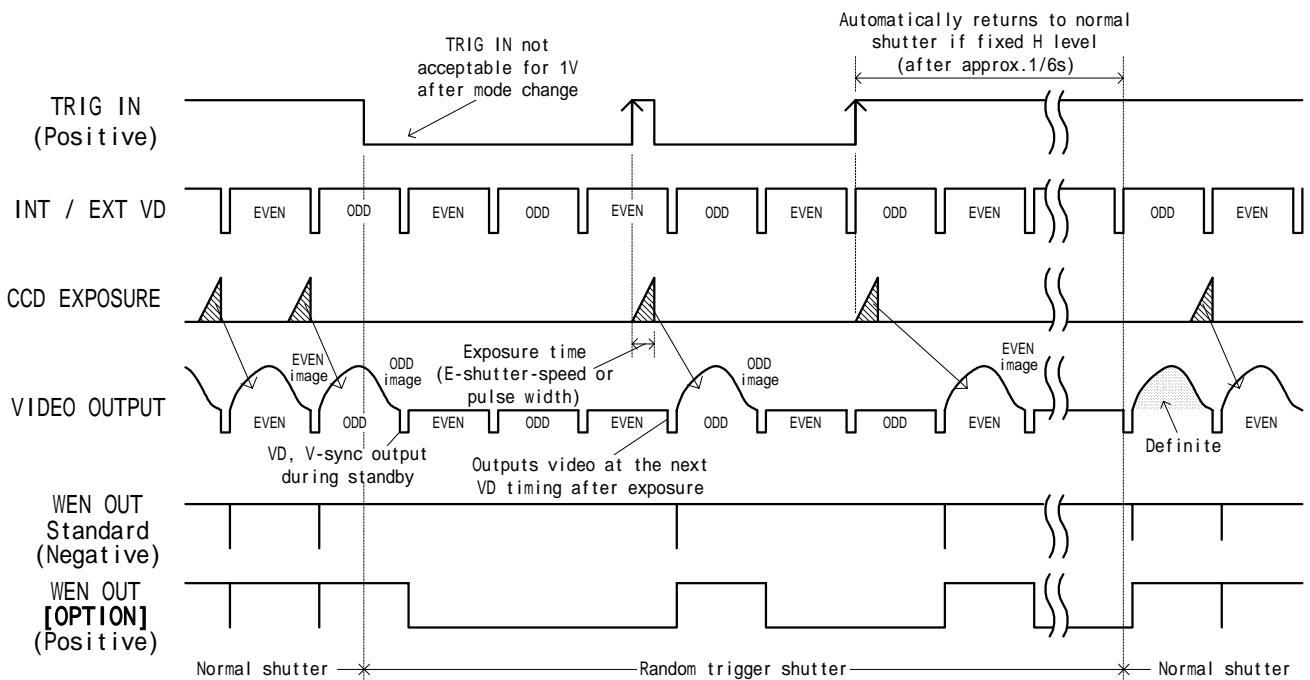 Automatically returns to normal
shutter if fixed H level
(after approx.1/6s)
TRIG IN not
acceptable for 1V
after mode change
TRIG IN
(Positive)
INT / EXT VD
EVEN ODD EVEN ODD EVEN ODD EVEN ODD EVEN ODD EVEN
CCD EXPOSURE
EVEN
image
ODD
image
Exposure time
(E-shutter-speed or
pulse width)
ODD
image
EVEN
image
VIDEO OUTPUT
EVEN ODD EVEN ODD EVEN ODD EVEN ODD EVEN EVEN
VD, V-sync output
during standby
Outputs video at the next
VD timing after exposure
Definite
WEN OUT
Standard
(Negative)
WEN OUT
[OPTION]
(Positive)
Normal shutter Random trigger shutter Normal shutter